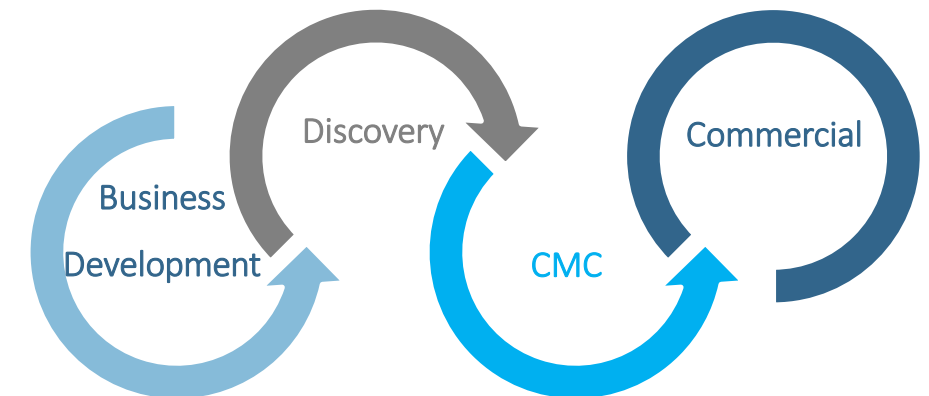 Business
Development
Discovery
CMC
Commercial